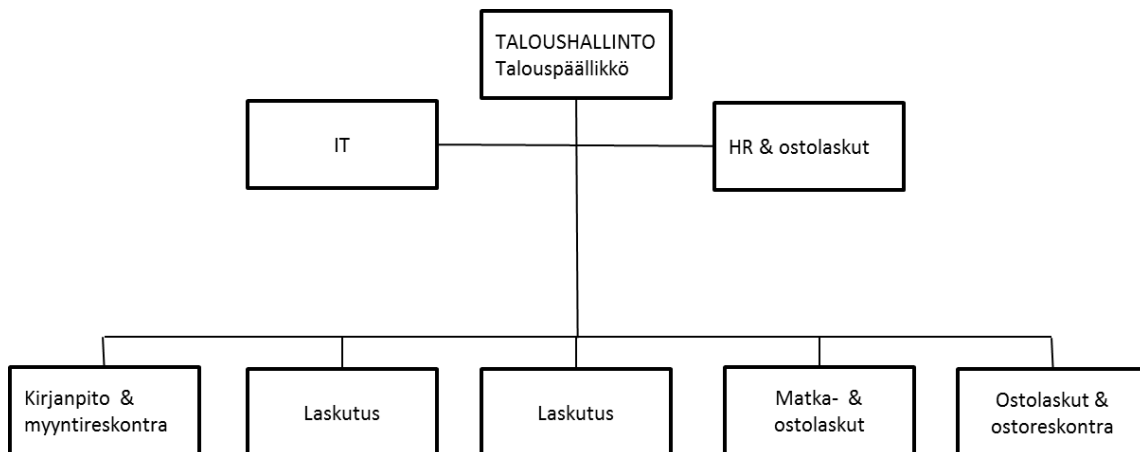 TALOUSHALLINTO
Talouspäällikkö
IT
HR & ostolaskut
Kirjanpito &
myyntireskontra
Laskutus
Laskutus
Matka- &
ostolaskut
Ostolaskut &
ostoreskontra